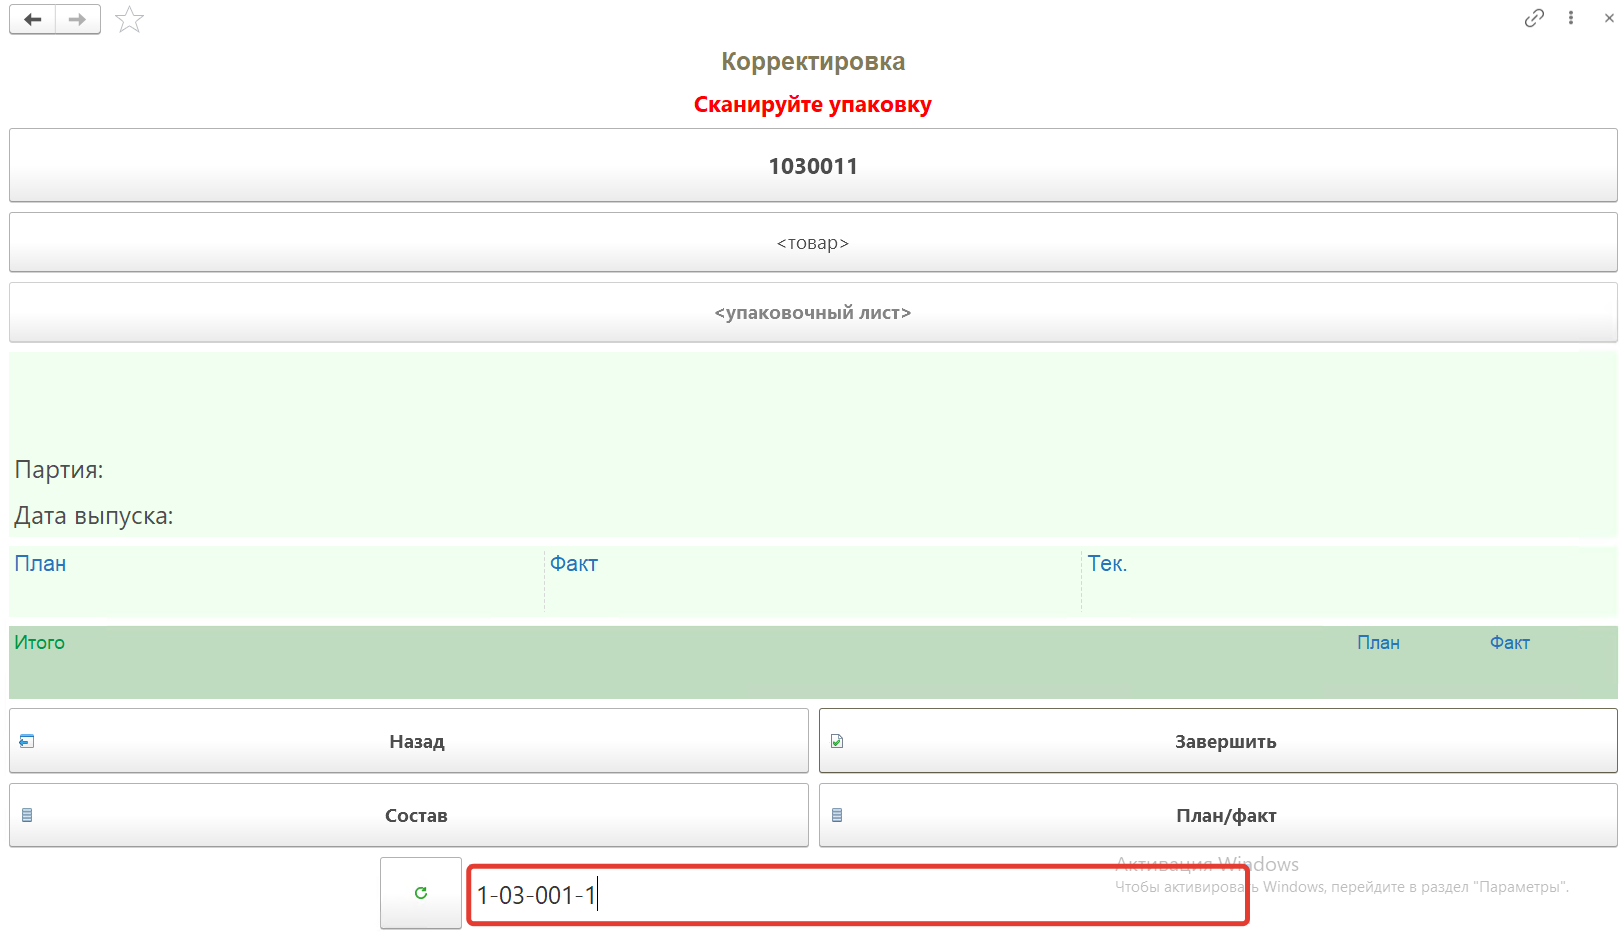 Корректировка
Сканируйте упаковку
1030011
<товар>
<упаковочный лист>
Партия:
Дата выпуска:
План Факт Тек.
Итого План Факт
Назад Завершить
Состав План/факт
Активация Windows
Чтобы активировать Windows, перейдите в раздел "Параметры".
1-03-001-1